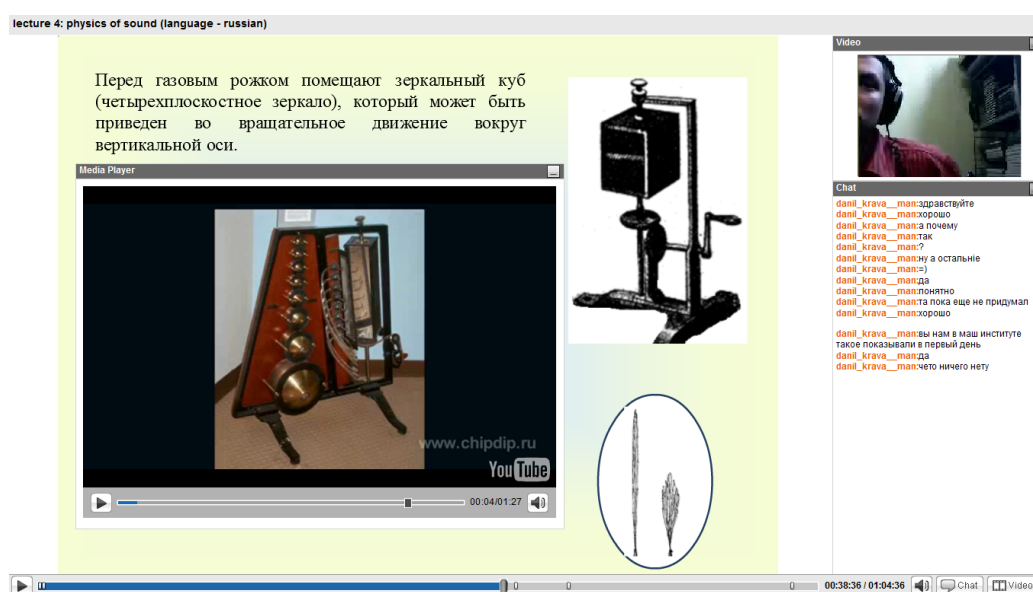 lecture 4: physics of sound (language - russian)
Перед газовым рожком помещают зеркальный куб
(четырехплоскостное зеркало), который может быть
приведен во вращательное движение вокруг
вертикальной оси.
Media Player
www.chipdip.ru
YouTube
00:04/01:27
Video
Chat
danil_krava__man:здравствуйте
danil_krava__man:хорошо
danil_krava__man:а почему
danil_krava__man:так
danil_krava__man:?
danil_krava__man:ну а остальніе
danil_krava__man:=)
danil_krava__man:да
danil_krava__man:понятно
danil_krava__man:та пока еще не придумал
danil_krava__man:хорошо
danil_krava__man:вы нам в маш институте
такое показывали в первый день
danil_krava__man:да
danil_krava__man:чето ничего нету
00:38:36 / 01:04:36
Chat
Video